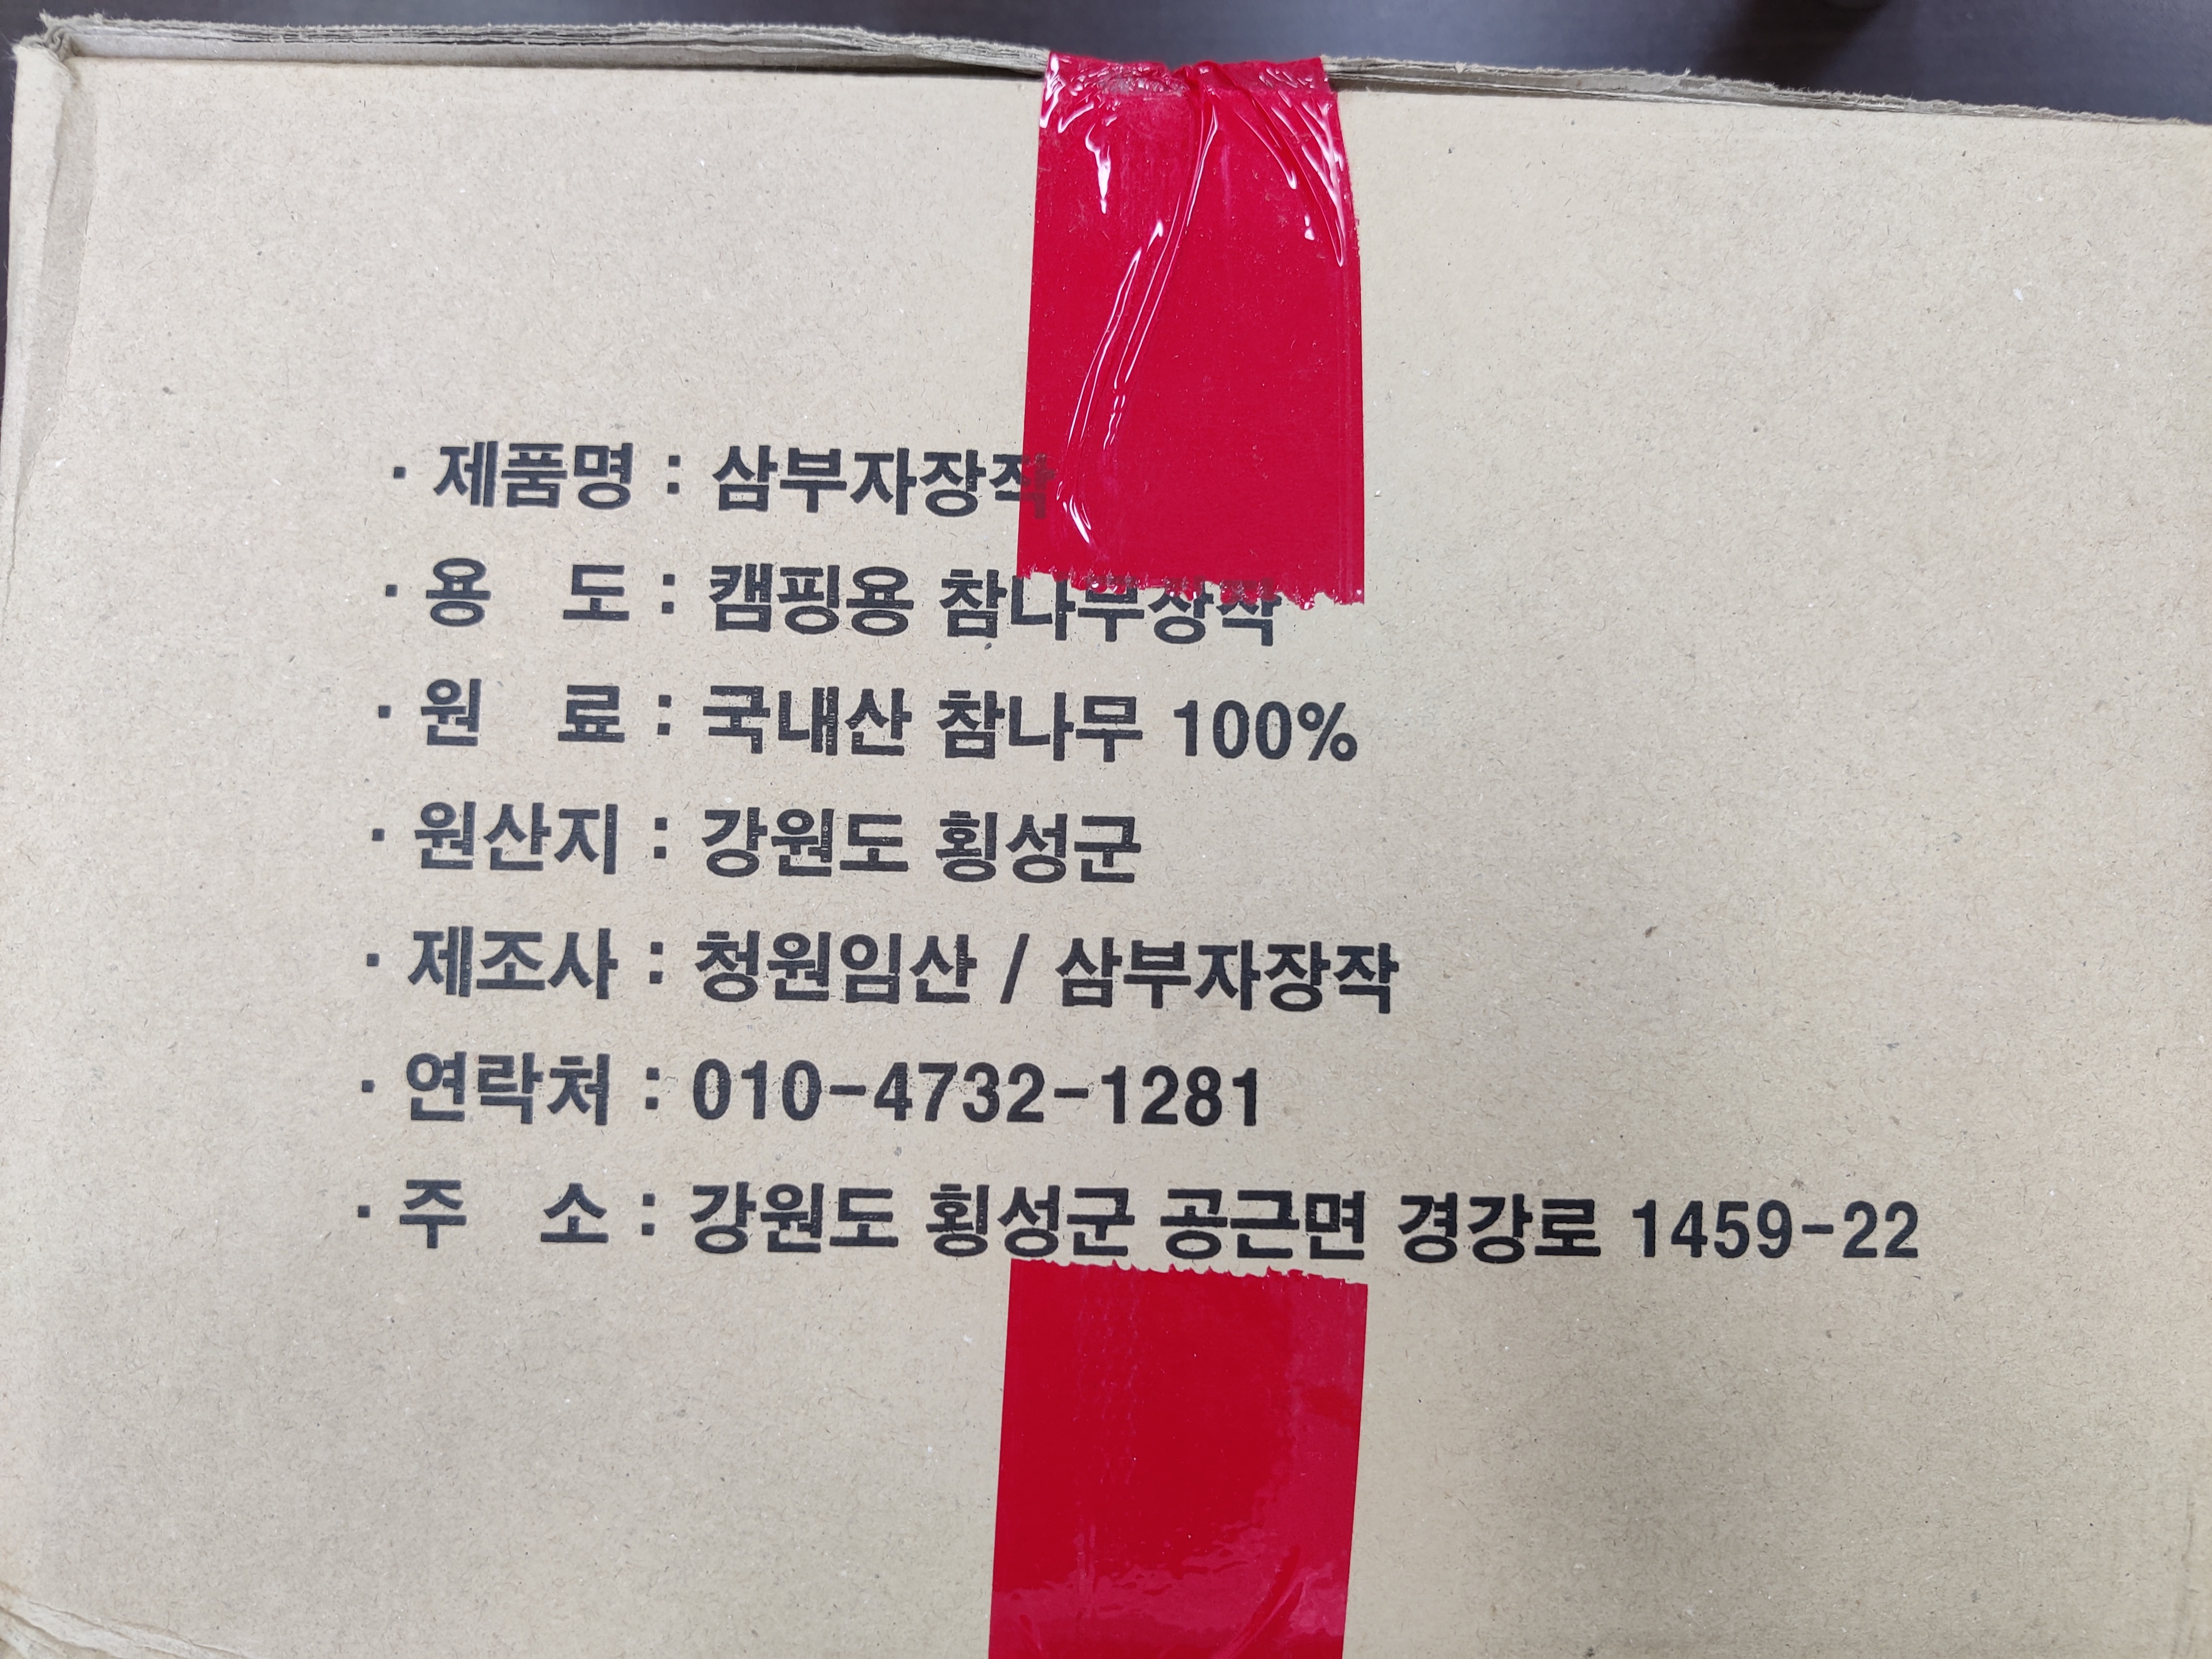 · 제품명 : 삼부자장작
· 용 도 : 캠핑용 참나무장작
· 원 료 : 국내산 참나무 100%
· 원산지 : 강원도 횡성군
· 제조사 : 청원임산 / 삼부자장작
· 연락처 : 010-4732-1281
· 주 소 : 강원도 횡성군 공근면 경강로 1459-22